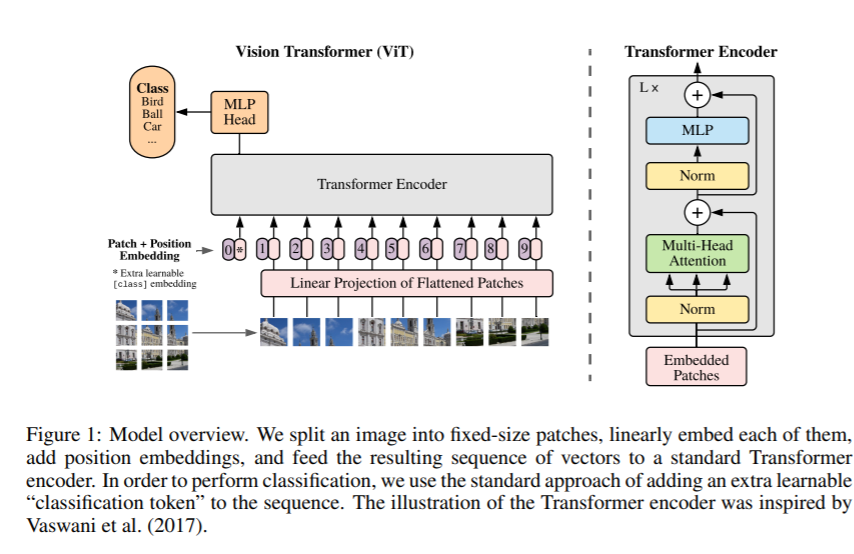 Vision Transformer (ViT)
Class
Bird
Ball
Car
...
MLP
Head
Transformer Encoder
Patch + Position
Embedding
0 * 1 2 3 4 5 6 7 8 9
* Extra learnable
[class] embedding
Linear Projection of Flattened Patches
Transformer Encoder
L x
+
MLP
Norm
+
Multi-Head
Attention
Norm
Embedded
Patches
Figure 1: Model overview. We split an image into fixed-size patches, linearly embed each of them,
add position embeddings, and feed the resulting sequence of vectors to a standard Transformer
encoder. In order to perform classification, we use the standard approach of adding an extra learnable
“classification token” to the sequence. The illustration of the Transformer encoder was inspired by
Vaswani et al. (2017).